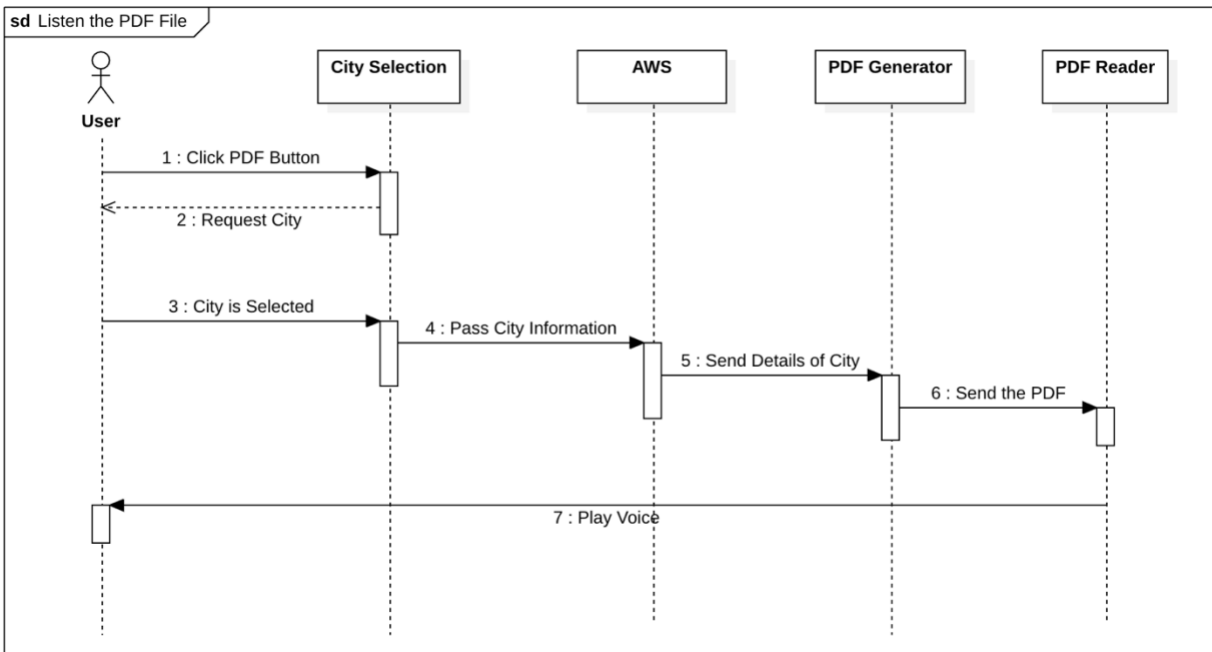 sd Listen the PDF File
City Selection
AWS
PDF Generator
PDF Reader
User
1 : Click PDF Button
2 : Request City
3 : City is Selected
4 : Pass City Information
5 : Send Details of City
6 : Send the PDF
7 : Play Voice